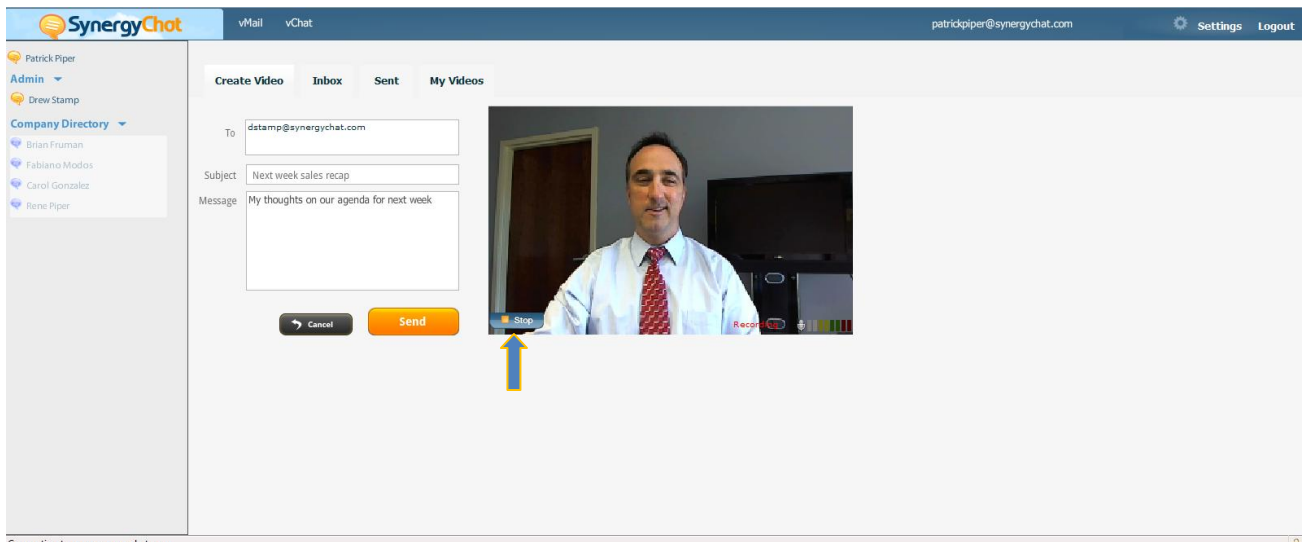 SynergyChat
vMail vChat
patrickpiper@synergychat.com
Settings Logout
Patrick Piper
Admin
Drew Stamp
Company Directory
Brian Fruman
Fabiano Modos
Carol Gonzalez
Rene Piper
Create Video Inbox Sent My Videos
To dstamp@synergychat.com
Subject Next week sales recap
Message My thoughts on our agenda for next week
Cancel Send
Stop
Recording